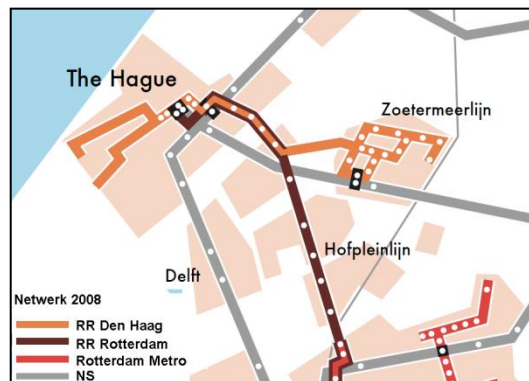 The Hague
Zoetermeerlijn
Hofpleinlijn
Delft
Netwerk 2008
RR Den Haag
RR Rotterdam
Rotterdam Metro
NS